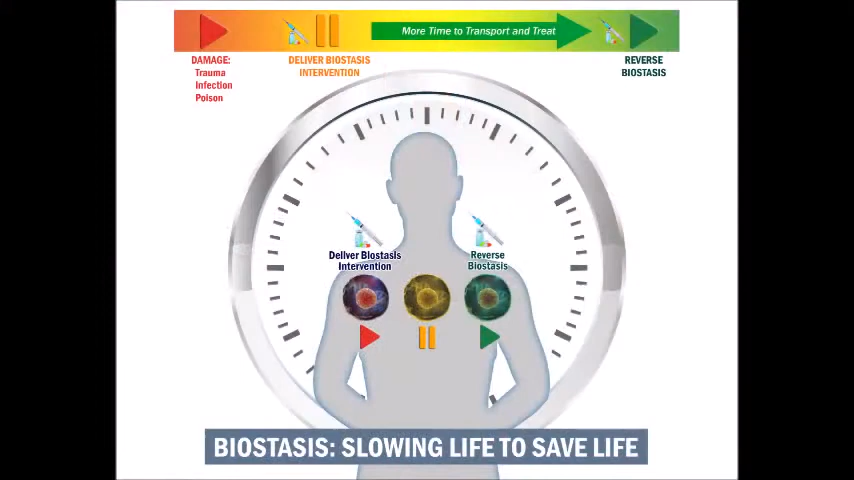 More Time to Transport and Treat
DAMAGE:
Trauma
Infection
Poison
DELIVER BIOSTASIS
INTERVENTION
REVERSE
BIOSTASIS
Deliver Biostasis
Intervention
Reverse
Biostasis
BIOSTASIS: SLOWING LIFE TO SAVE LIFE